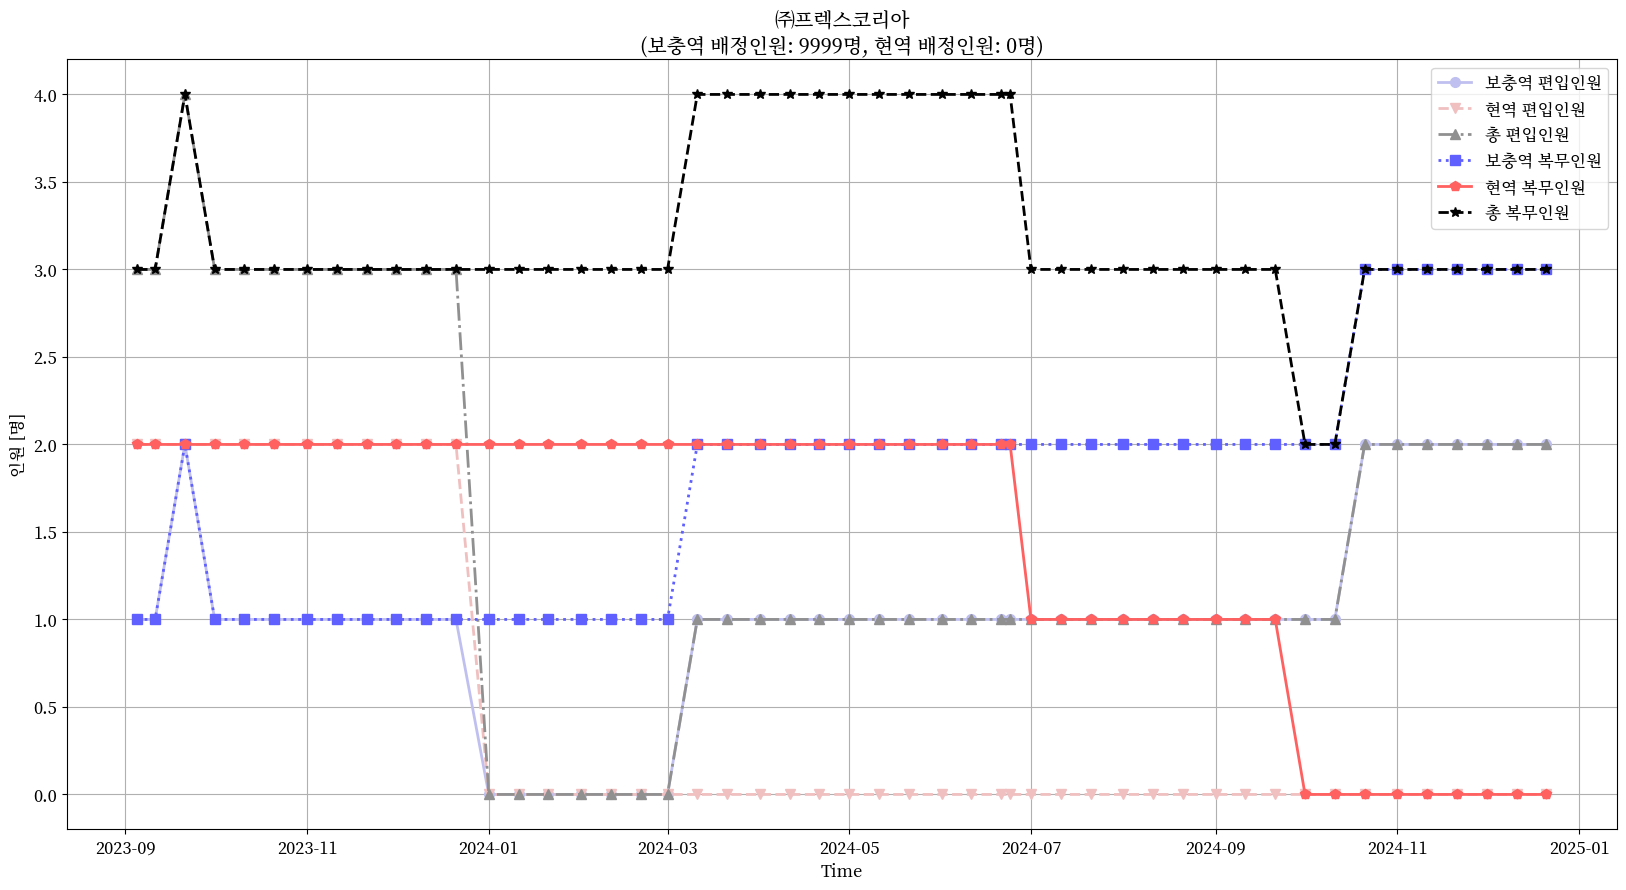 ㈜프렉스코리아
(보충역 배정인원: 9999명, 현역 배정인원: 0명)
보충역 편입인원
현역 편입인원
총 편입인원
보충역 복무인원
현역 복무인원
총 복무인원
4.0
3.5
3.0
2.5
2.0
1.5
1.0
0.5
0.0
인원 [명]
2023-09
2023-11
2024-01
2024-03
2024-05
2024-07
2024-09
2024-11
2025-01
Time